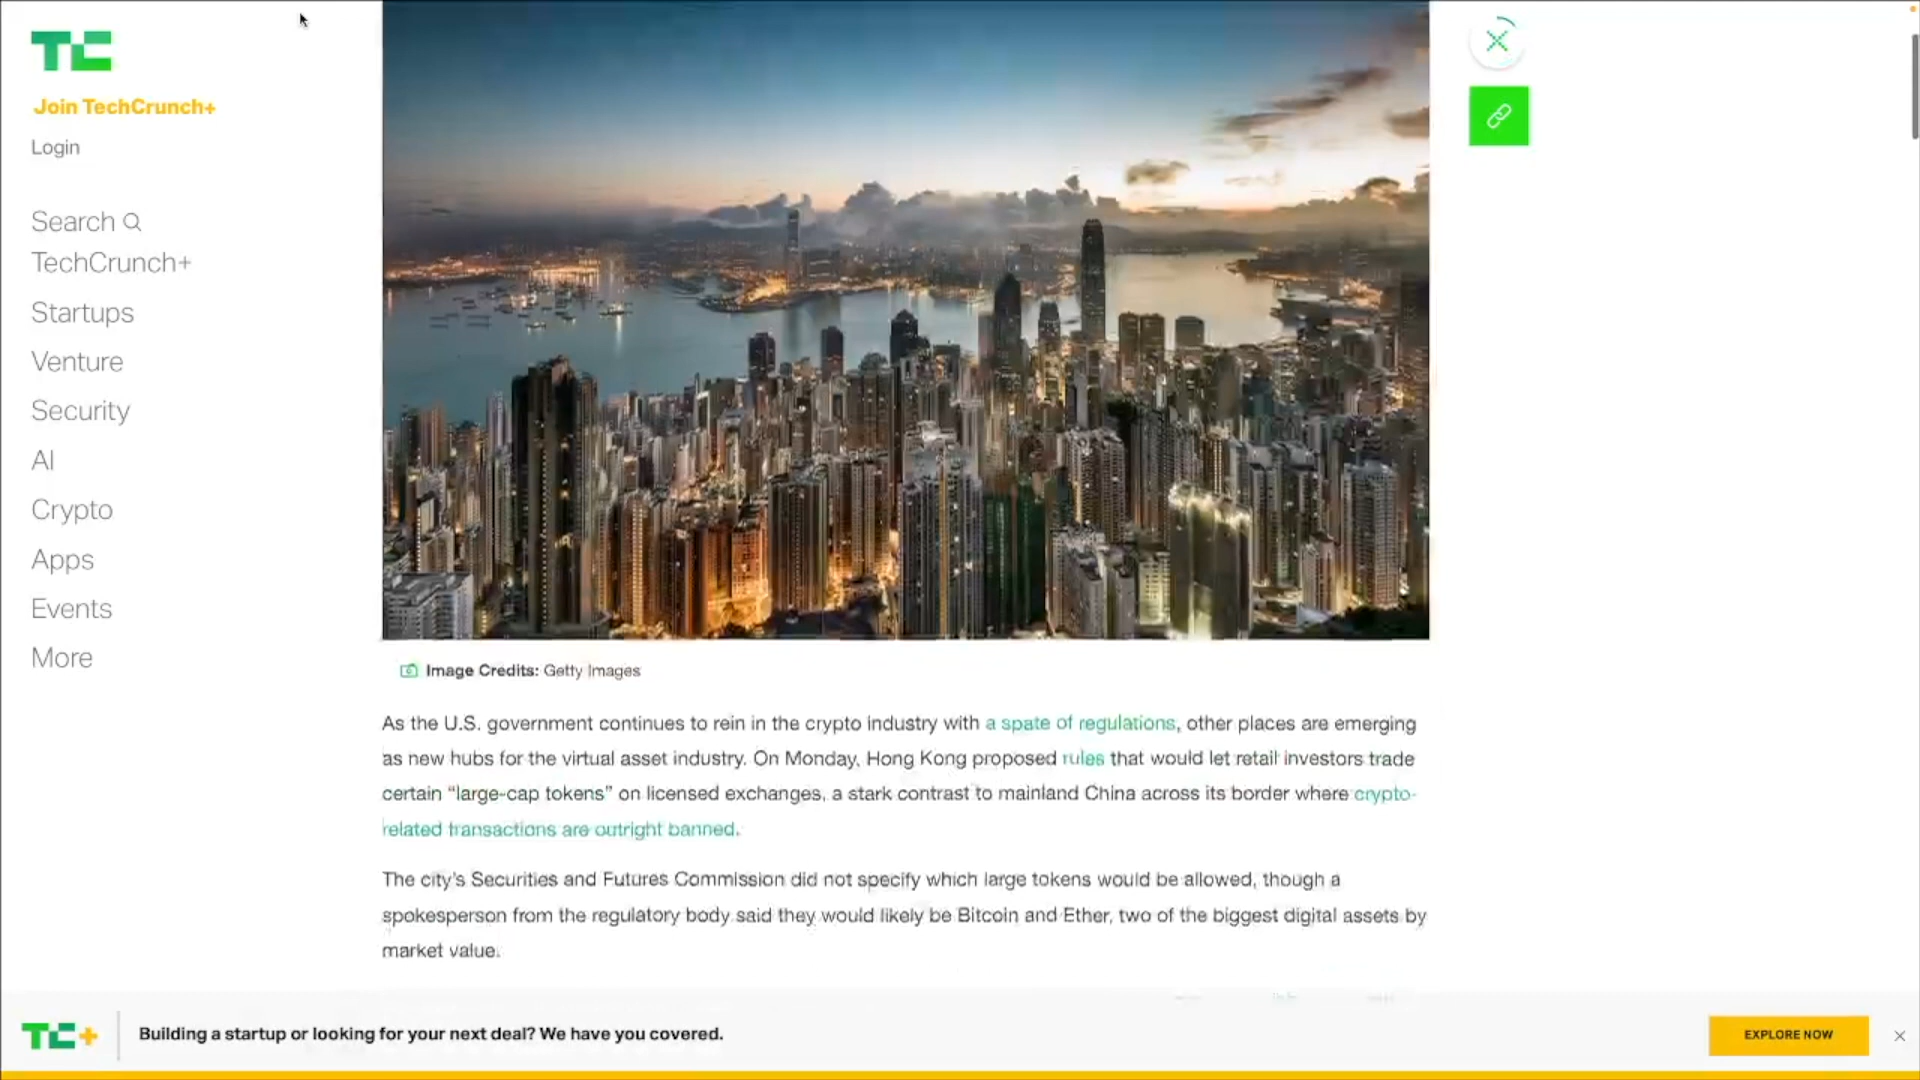 TC
Join TechCrunch+
Login
Search
TechCrunch+
Startups
Venture
Security
AI
Crypto
Apps
Events
More
Image Credits: Getty Images
As the U.S. government continues to rein in the crypto industry with a spate of regulations, other places are emerging
as new hubs for the virtual asset industry. On Monday, Hong Kong proposed rules that would let retail investors trade
certain “large-cap tokens” on licensed exchanges, a stark contrast to mainland China across its border where crypto-
related transactions are outright banned.
The city’s Securities and Futures Commission did not specify which large tokens would be allowed, though a
spokesperson from the regulatory body said they would likely be Bitcoin and Ether, two of the biggest digital assets by
market value.
TC+
Building a startup or looking for your next deal? We have you covered.
EXPLORE NOW